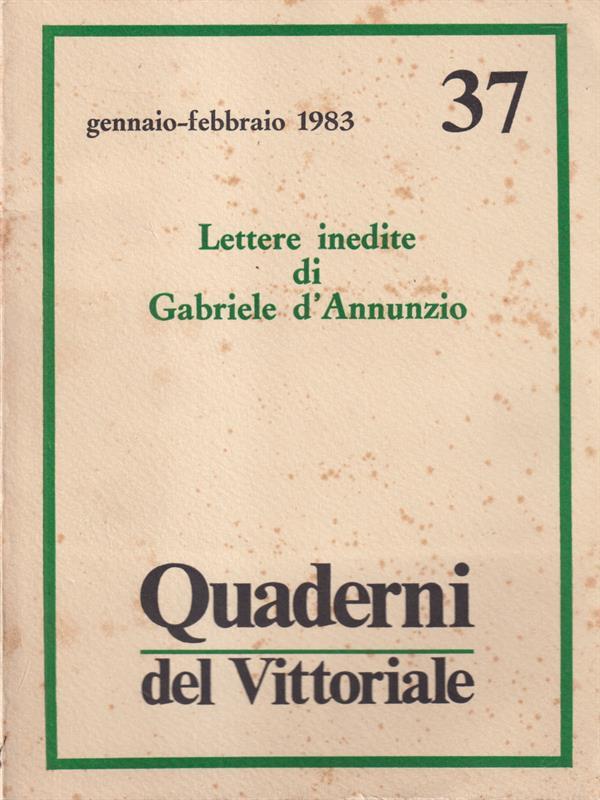 gennaio-febbraio 1983
37
Lettere inedite
di
Gabriele d'Annunzio
Quaderni
del Vittoriale